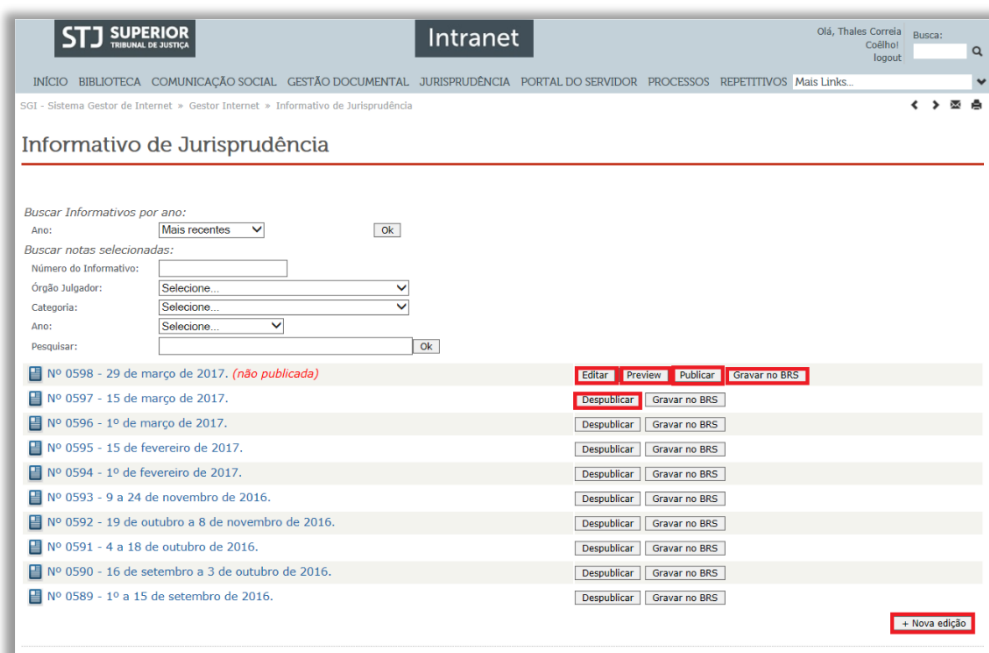 STJ SUPERIOR TRIBUNAL DE JUSTIÇA
Intranet
Olá, Thales Correia Coêlho!
logout
Busca:
INÍCIO BIBLIOTECA COMUNICAÇÃO SOCIAL GESTÃO DOCUMENTAL JURISPRUDÊNCIA PORTAL DO SERVIDOR PROCESSOS REPETITIVOS Mais Links...
SGI - Sistema Gestor de Internet » Gestor Internet » Informativo de Jurisprudência
Informativo de Jurisprudência
Buscar Informativos por ano:
Ano: Mais recentes Ok
Buscar notas selecionadas:
Número do Informativo:
Órgão Julgador: Selecione...
Categoria: Selecione...
Ano: Selecione...
Pesquisar: Ok
Nº 0598 - 29 de março de 2017. (não publicada) Editar Preview Publicar Gravar no BRS
Nº 0597 - 15 de março de 2017. Despublicar Gravar no BRS
Nº 0596 - 1º de março de 2017. Despublicar Gravar no BRS
Nº 0595 - 15 de fevereiro de 2017. Despublicar Gravar no BRS
Nº 0594 - 1º de fevereiro de 2017. Despublicar Gravar no BRS
Nº 0593 - 9 a 24 de novembro de 2016. Despublicar Gravar no BRS
Nº 0592 - 19 de outubro a 8 de novembro de 2016. Despublicar Gravar no BRS
Nº 0591 - 4 a 18 de outubro de 2016. Despublicar Gravar no BRS
Nº 0590 - 16 de setembro a 3 de outubro de 2016. Despublicar Gravar no BRS
Nº 0589 - 1º a 15 de setembro de 2016. Despublicar Gravar no BRS
+ Nova edição